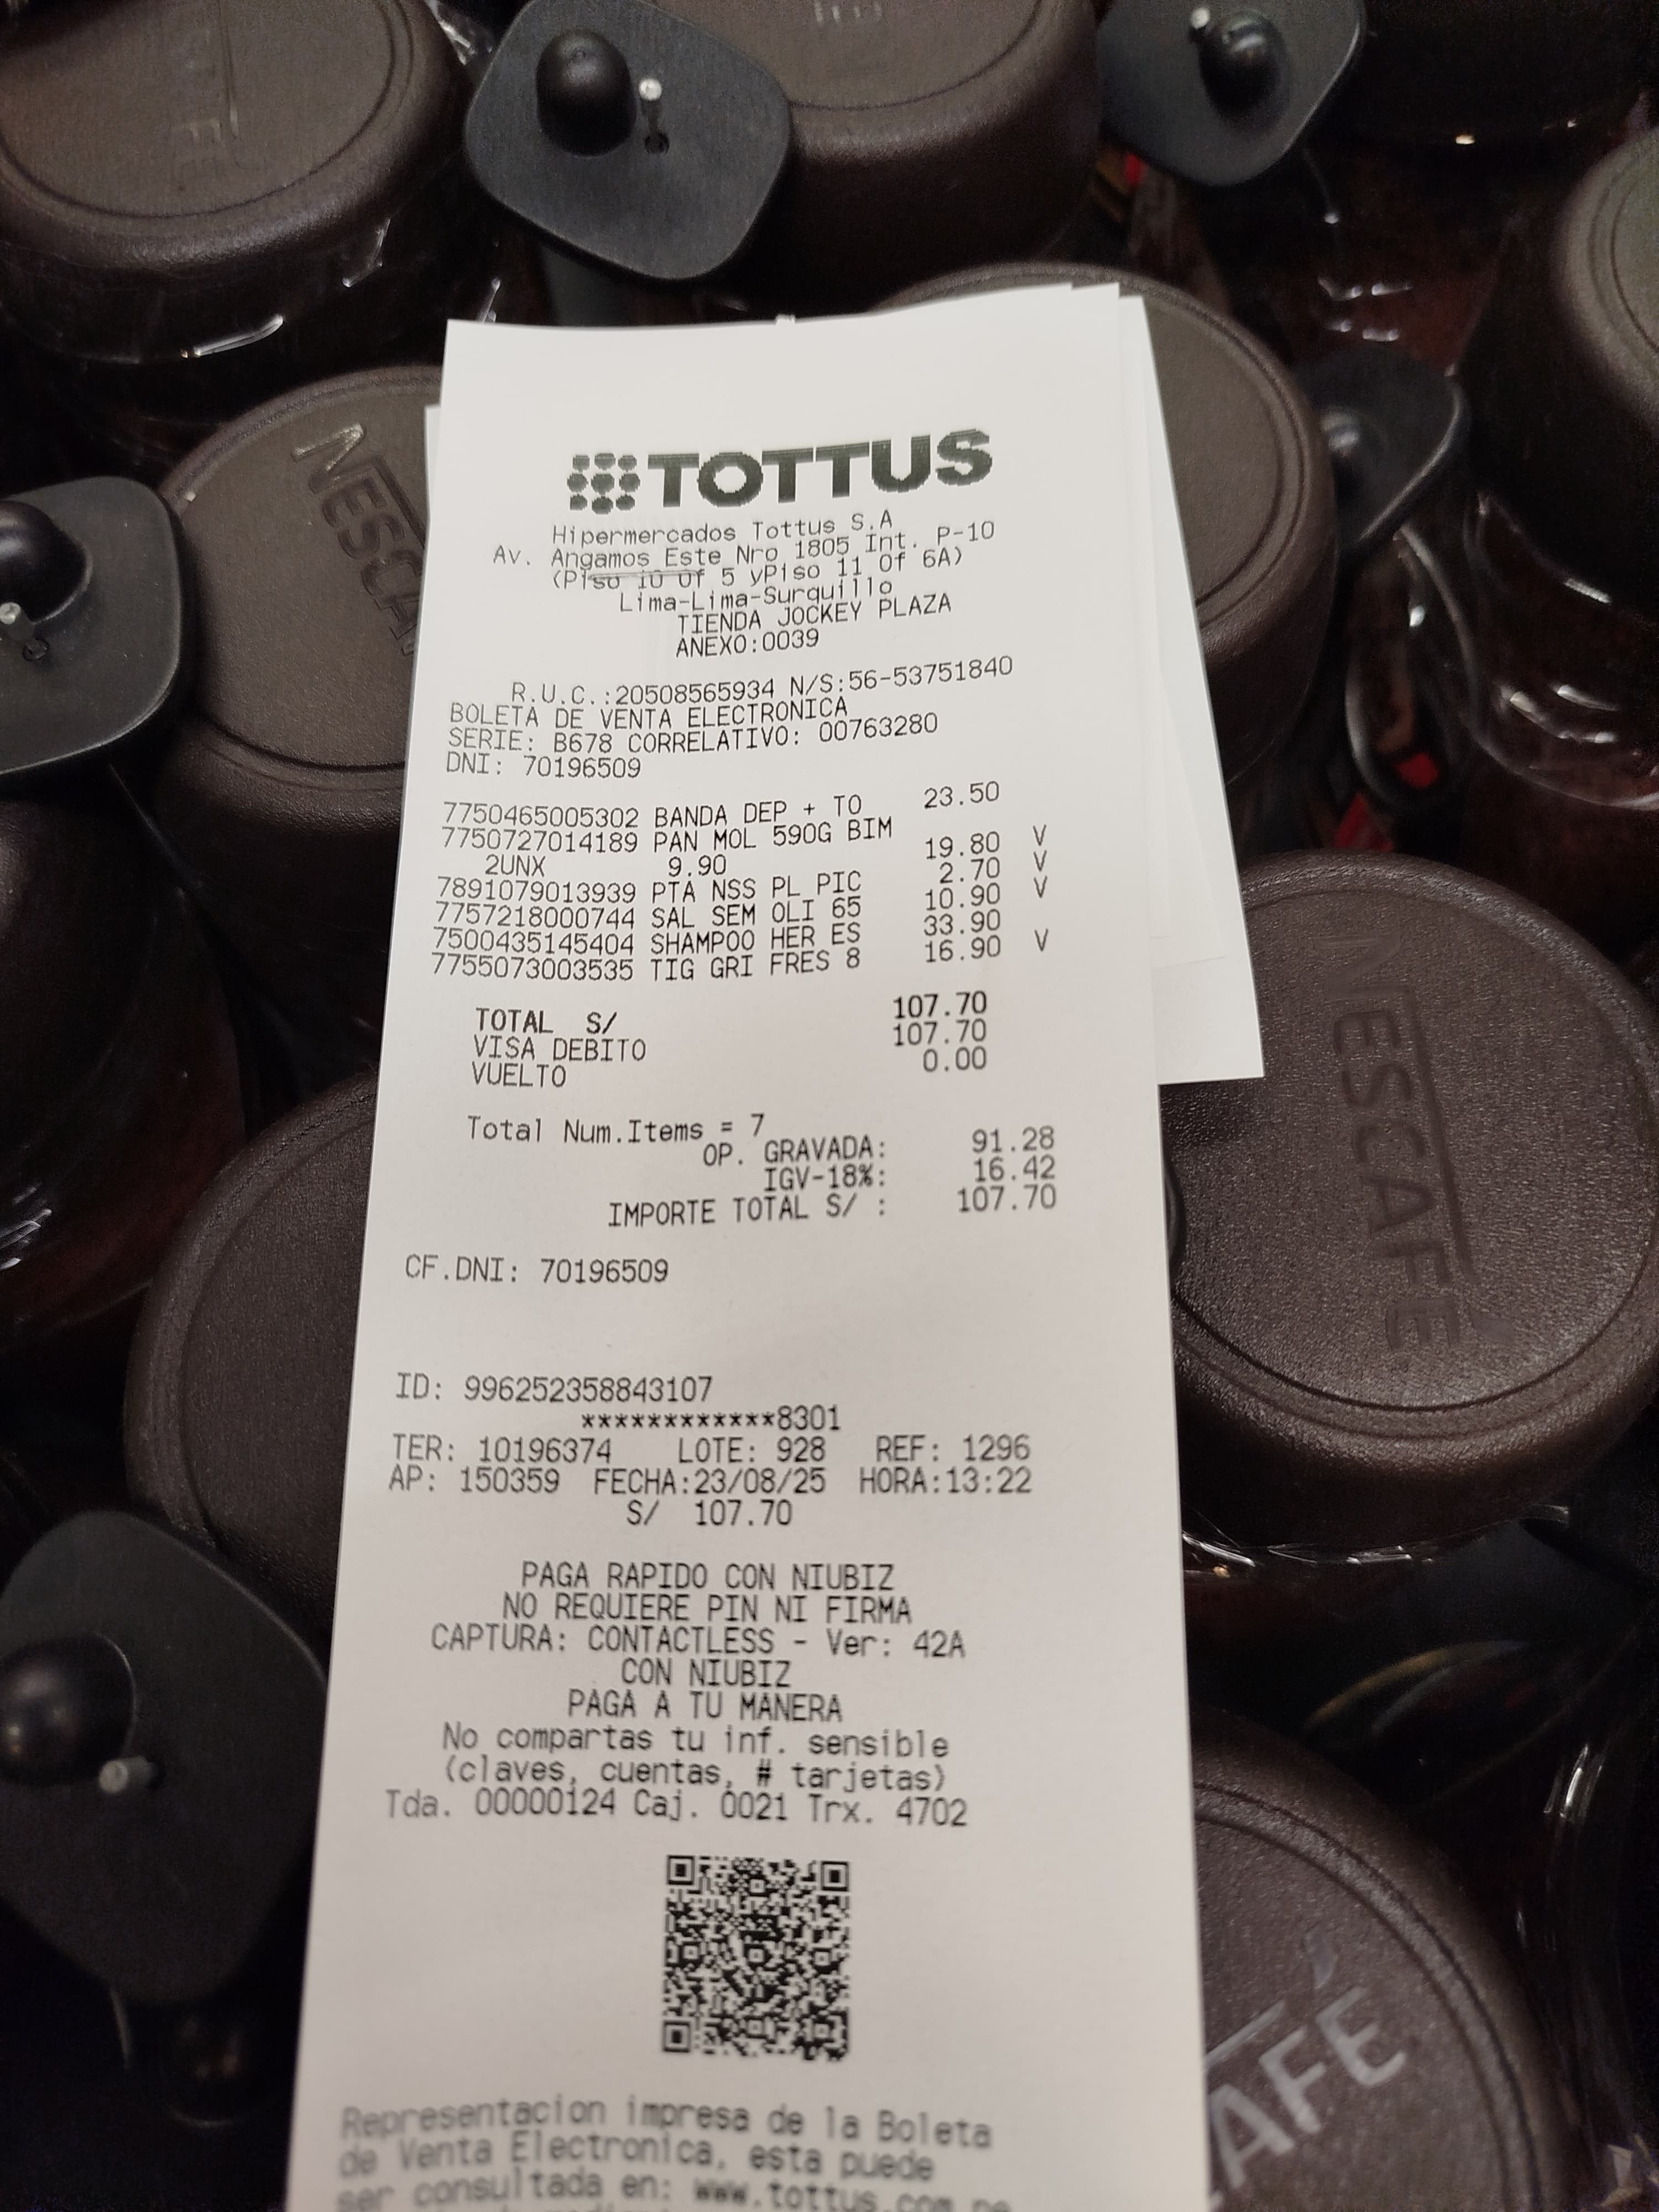 TOTTUS
Hipermercados Tottus S.A
Av. Angamos Este Nro 1805 Int. P-10
(Piso 10 Of 5 yPiso 11 Of 6A)
Lima-Lima-Surquillo
TIENDA JOCKEY PLAZA
ANEXO:0039
R.U.C.:20508565934 N/S:56-53751840
BOLETA DE VENTA ELECTRONICA
SERIE: B678 CORRELATIVO: 00763280
DNI: 70196509
7750465005302 BANDA DEP + TO 23.50
7750727014189 PAN MOL 590G BIM
2UNX 9.90 19.80 V
7891079013939 PTA NSS PL PIC 2.70 V
7757218000744 SAL SEM OLI 65 10.90 V
7500435145404 SHAMPOO HER ES 33.90
7755073003535 TIG GRI FRES 8 16.90 V
TOTAL S/ 107.70
VISA DEBITO 107.70
VUELTO 0.00
Total Num.Items = 7
OP. GRAVADA: 91.28
IGV-18%: 16.42
IMPORTE TOTAL S/ : 107.70
CF.DNI: 70196509
ID: 996252358843107
************8301
TER: 10196374 LOTE: 928 REF: 1296
AP: 150359 FECHA:23/08/25 HORA:13:22
S/ 107.70
PAGA RAPIDO CON NIUBIZ
NO REQUIERE PIN NI FIRMA
CAPTURA: CONTACTLESS - Ver: 42A
CON NIUBIZ
PAGA A TU MANERA
No compartas tu inf. sensible
(claves, cuentas, # tarjetas)
Tda. 00000124 Caj. 0021 Trx. 4702
Representacion impresa de la Boleta
de Venta Electronica, esta puede
ser consultada en: www.tottus.com.pe
NESCAFÉ